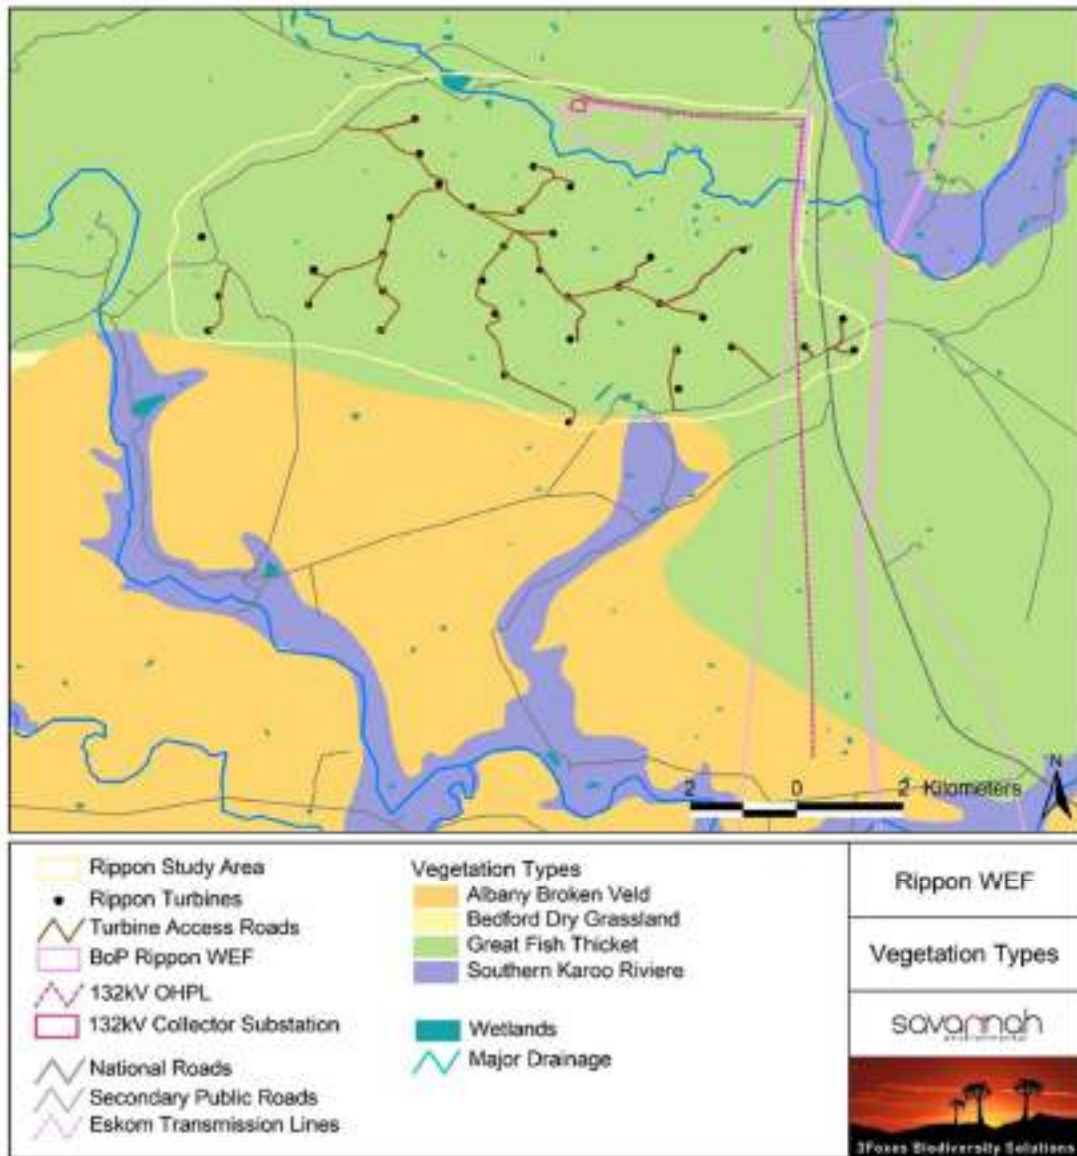 N
2 0 2 Kilometers
Rippon Study Area
Rippon Turbines
Turbine Access Roads
BoP Rippon WEF
132kV OHPL
132kV Collector Substation
National Roads
Secondary Public Roads
Eskom Transmission Lines
Vegetation Types
Albany Broken Veld
Bedford Dry Grassland
Great Fish Thicket
Southern Karoo Riviere
Wetlands
Major Drainage
Rippon WEF
Vegetation Types
savannah
environmental
3Foxes Biodiversity Solutions